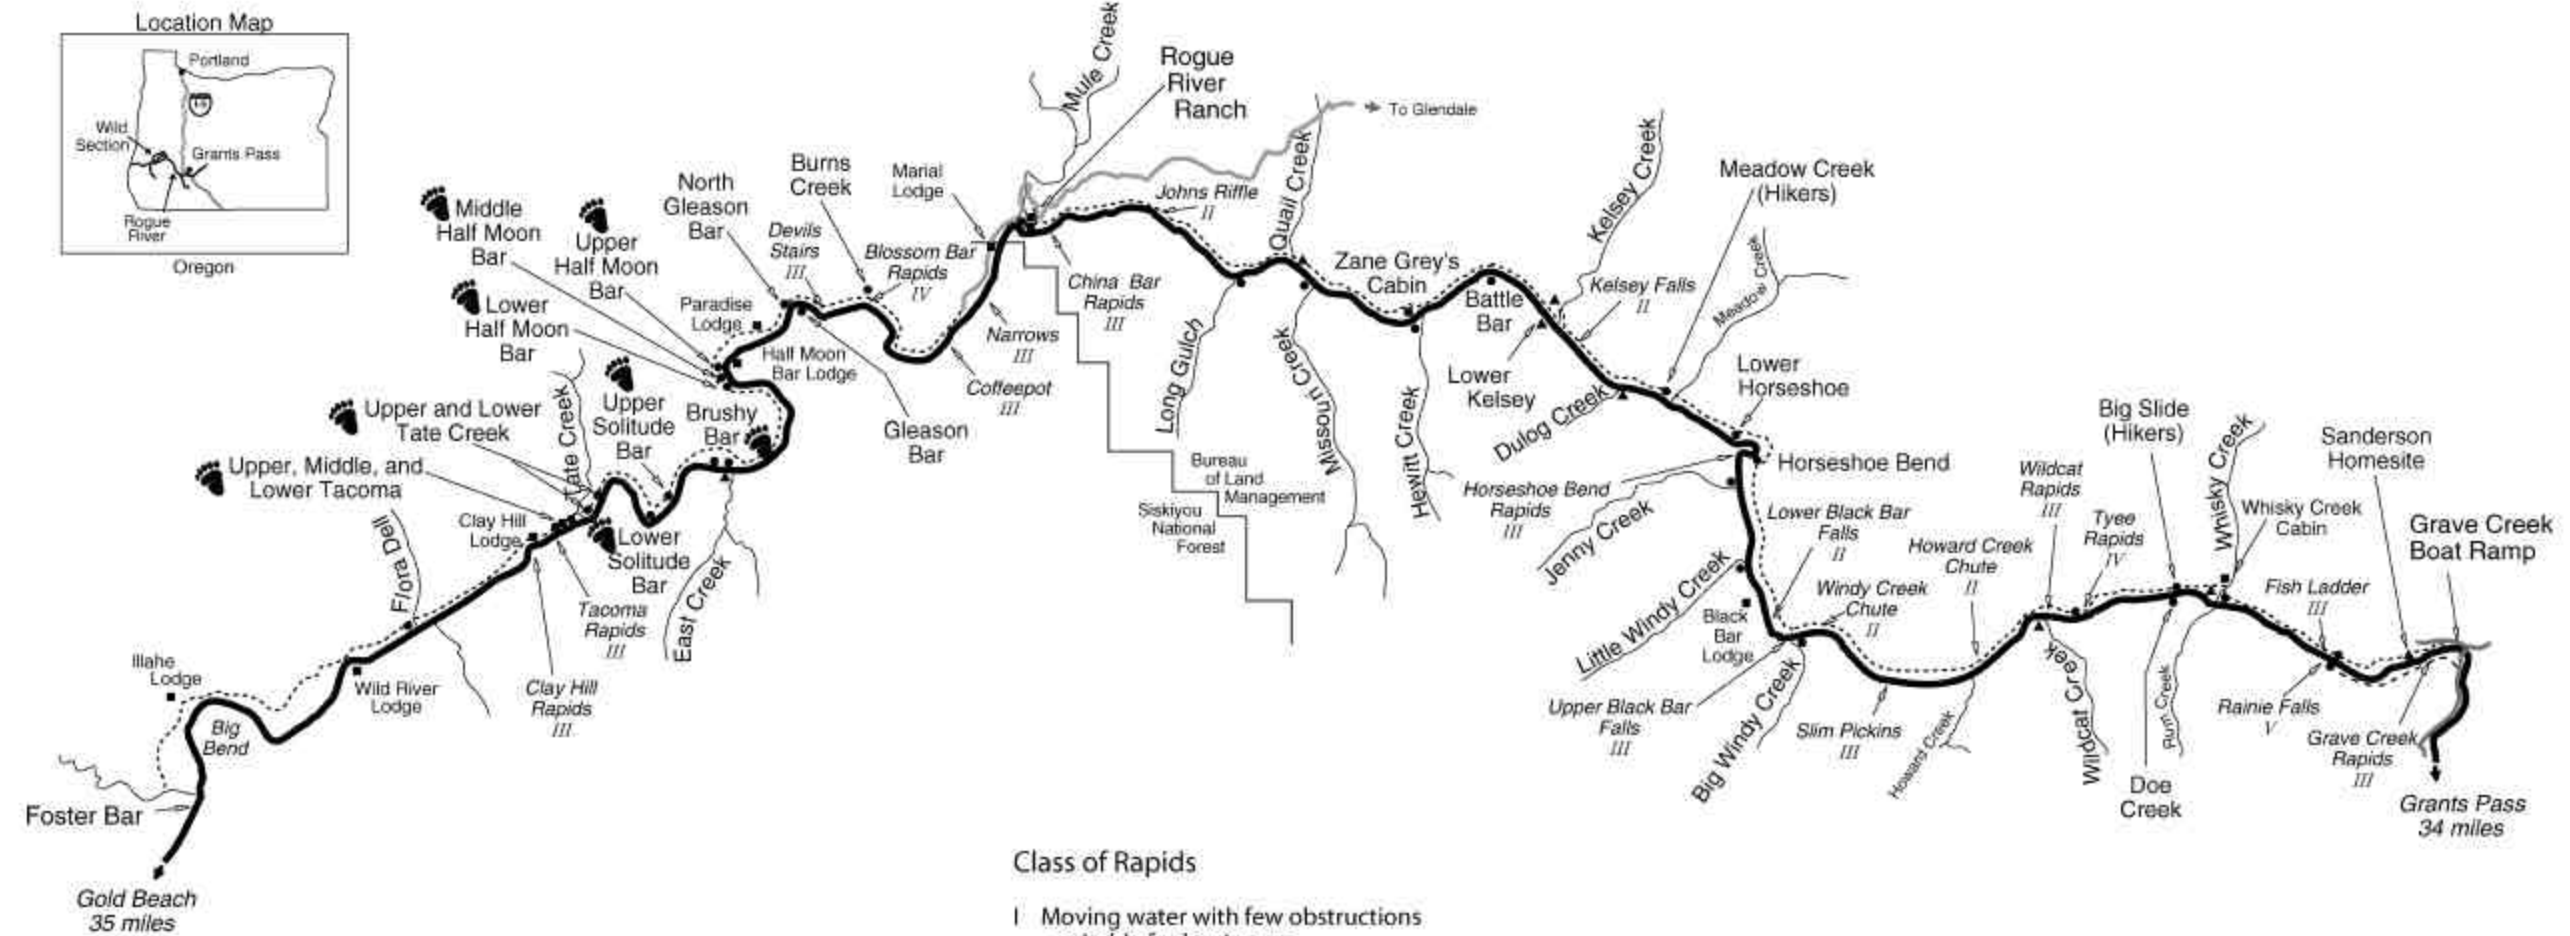 Location Map
Portland
I-5
Wild
Section
Grants Pass
Rogue
River
Oregon
Mule Creek
Rogue
River
Ranch
To Glendale
Middle
Half Moon
Bar
Upper
Half Moon
Bar
Lower
Half Moon
Bar
North
Gleason
Bar
Burns
Creek
Devils
Stairs
III
Blossom Bar
Rapids
IV
Marial
Lodge
Paradise
Lodge
Half Moon
Bar Lodge
Gleason
Bar
Coffeepot
III
Narrows
III
China Bar
Rapids
III
Johns Riffle
II
Quail Creek
Zane Grey's
Cabin
Battle
Bar
Kelsey Creek
Kelsey Falls
II
Meadow Creek
(Hikers)
Meadow Creek
Lower
Kelsey
Lower
Horseshoe
Long Gulch
Missouri Creek
Hewitt Creek
Dulog Creek
Horseshoe Bend
Horseshoe Bend
Rapids
III
Jenny Creek
Bureau
of Land
Management
Siskiyou
National
Forest
Upper and Lower
Tate Creek
Tate Creek
Upper
Solitude
Bar
Brushy
Bar
Upper, Middle, and
Lower Tacoma
Clay Hill
Lodge
Lower
Solitude
Bar
Flora Dell
Tacoma
Rapids
III
East Creek
Clay Hill
Rapids
III
Illahe
Lodge
Wild River
Lodge
Big
Bend
Foster Bar
Gold Beach
35 miles
Lower Black Bar
Falls
II
Little Windy Creek
Black
Bar
Lodge
Windy Creek
Chute
II
Howard Creek
Chute
II
Upper Black Bar
Falls
III
Big Windy Creek
Slim Pickins
III
Howard Creek
Wildcat
Rapids
III
Tyee
Rapids
IV
Wildcat Creek
Big Slide
(Hikers)
Doe
Creek
Whisky Creek
Whisky Creek
Cabin
Rum Creek
Sanderson
Homesite
Grave Creek
Boat Ramp
Fish Ladder
III
Rainie Falls
V
Grave Creek
Rapids
III
Grants Pass
34 miles
Class of Rapids
I Moving water with few obstructions